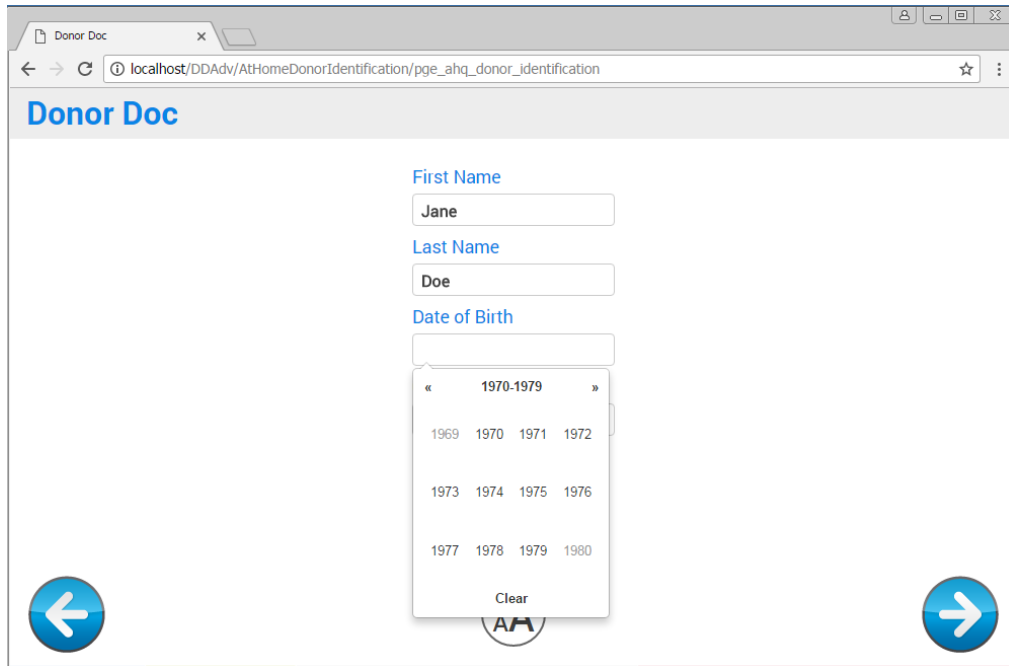 Donor Doc
localhost/DDAdv/AtHomeDonorIdentification/pge_ahq_donor_identification
Donor Doc
First Name
Jane
Last Name
Doe
Date of Birth
« 1970-1979 »
1969 1970 1971 1972
1973 1974 1975 1976
1977 1978 1979 1980
Clear
AA